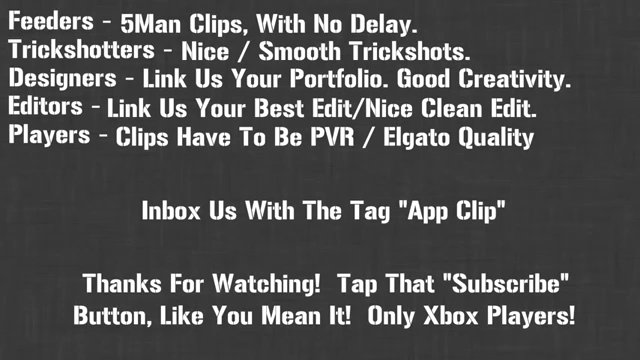 Feeders - 5Man Clips, With No Delay.
Trickshotters - Nice / Smooth Trickshots.
Designers - Link Us Your Portfolio. Good Creativity.
Editors - Link Us Your Best Edit/Nice Clean Edit.
Players - Clips Have To Be PVR / Elgato Quality
Inbox Us With The Tag "App Clip"
Thanks For Watching! Tap That "Subscribe"
Button, Like You Mean It! Only Xbox Players!